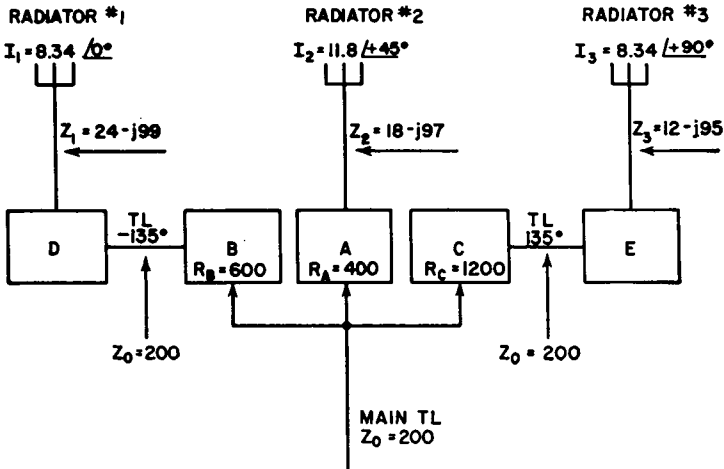 RADIATOR #1
RADIATOR #2
RADIATOR #3
I1=8.34 /0°
I2=11.8/+45°
I3=8.34 /+90°
Z1=24-j99
Z2=18-j97
Z3=12-j95
D
TL
-135°
B
RB=600
A
RA=400
C
RC=1200
TL
135°
E
Z0=200
Z0=200
MAIN TL
Z0=200